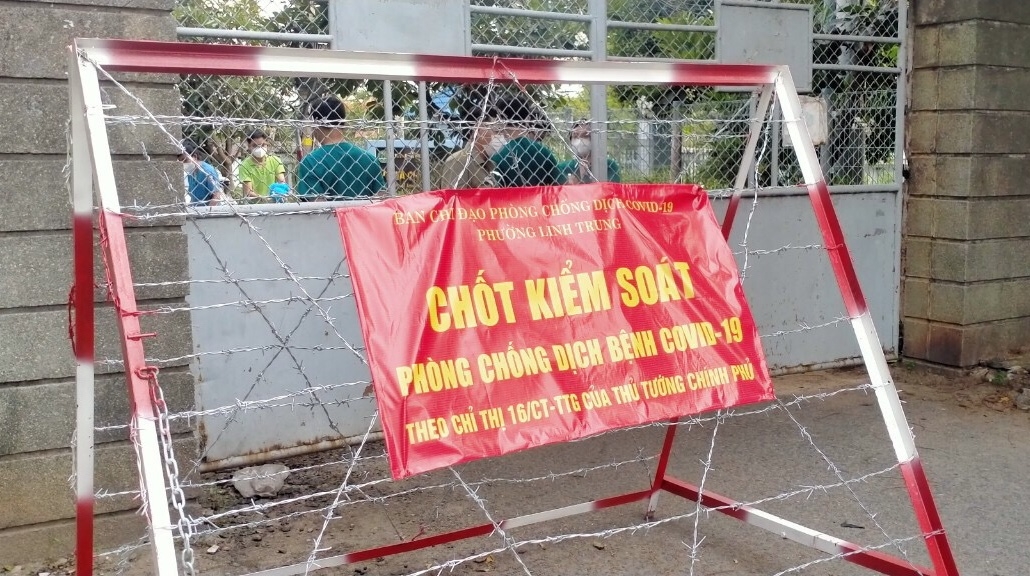 BAN CHỈ ĐẠO PHÒNG CHỐNG DỊCH COVID-19
PHƯỜNG LINH TRUNG
CHỐT KIỂM SOÁT
PHÒNG CHỐNG DỊCH BỆNH COVID-19
THEO CHỈ THỊ 16/CT-TTG CỦA THỦ TƯỚNG CHÍNH PHỦ